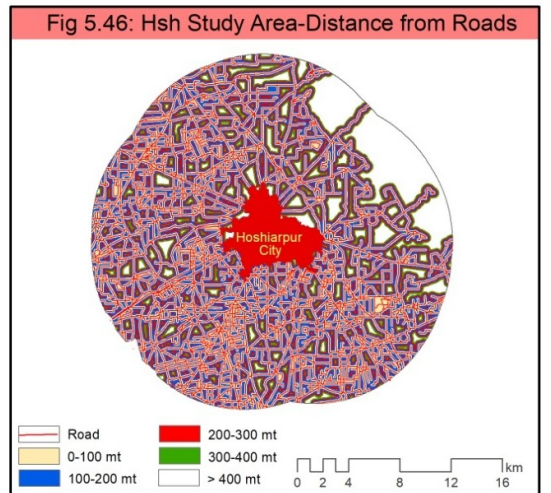 Fig 5.46: Hsh Study Area-Distance from Roads
Hoshiarpur
City
Road
0-100 mt
100-200 mt
200-300 mt
300-400 mt
> 400 mt
km
0 2 4 8 12 16